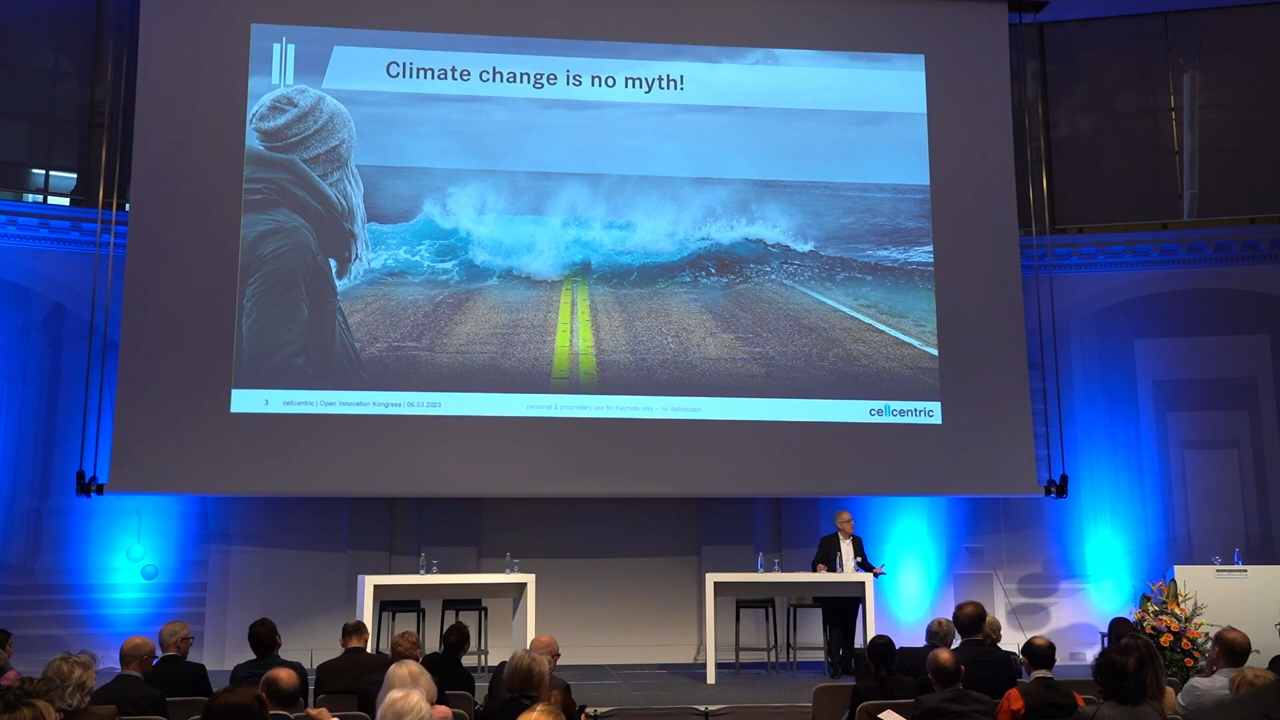 Climate change is no myth!
3 cellcentric | Open Innovation Kongress | 06.03.2023 personal & proprietary use for Keynote only – no distribution cellcentric